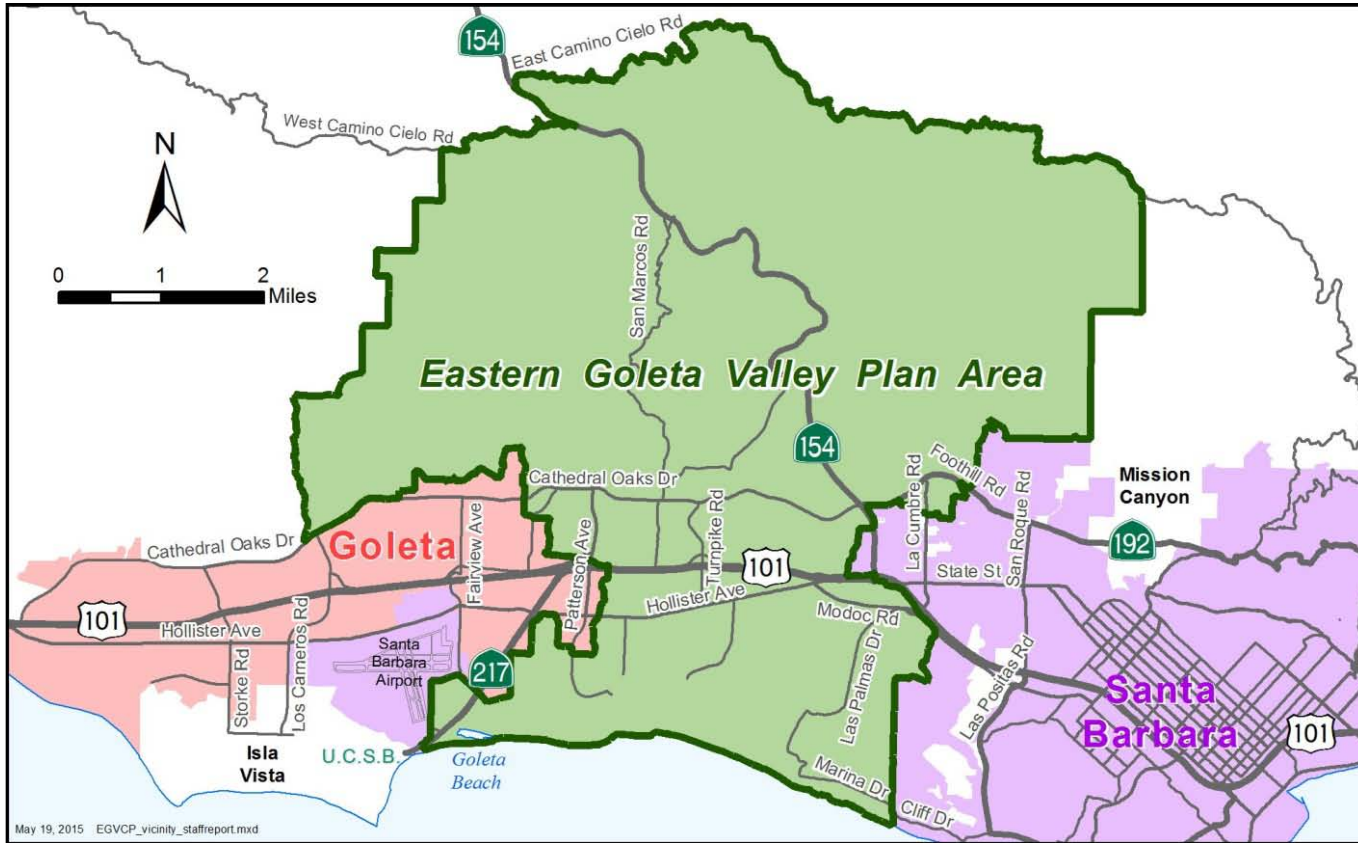 154
East Camino Cielo Rd
West Camino Cielo Rd
N
0 1 2
Miles
San Marcos Rd
Eastern Goleta Valley Plan Area
154
Foothill Rd
La Cumbre Rd
San Roque Rd
Mission
Canyon
192
Cathedral Oaks Dr
Cathedral Oaks Dr
Goleta
Fairview Ave
Patterson Ave
Turnpike Rd
101
State St
101
Hollister Ave
Hollister Ave
Modoc Rd
Storke Rd
Los Carneros Rd
Santa
Barbara
Airport
217
Las Palmas Dr
Las Positas Rd
Santa
Barbara
101
Isla
Vista
U.C.S.B.
Goleta
Beach
Marina Dr
Cliff Dr
May 19, 2015 EGVCP_vicinity_staffreport.mxd